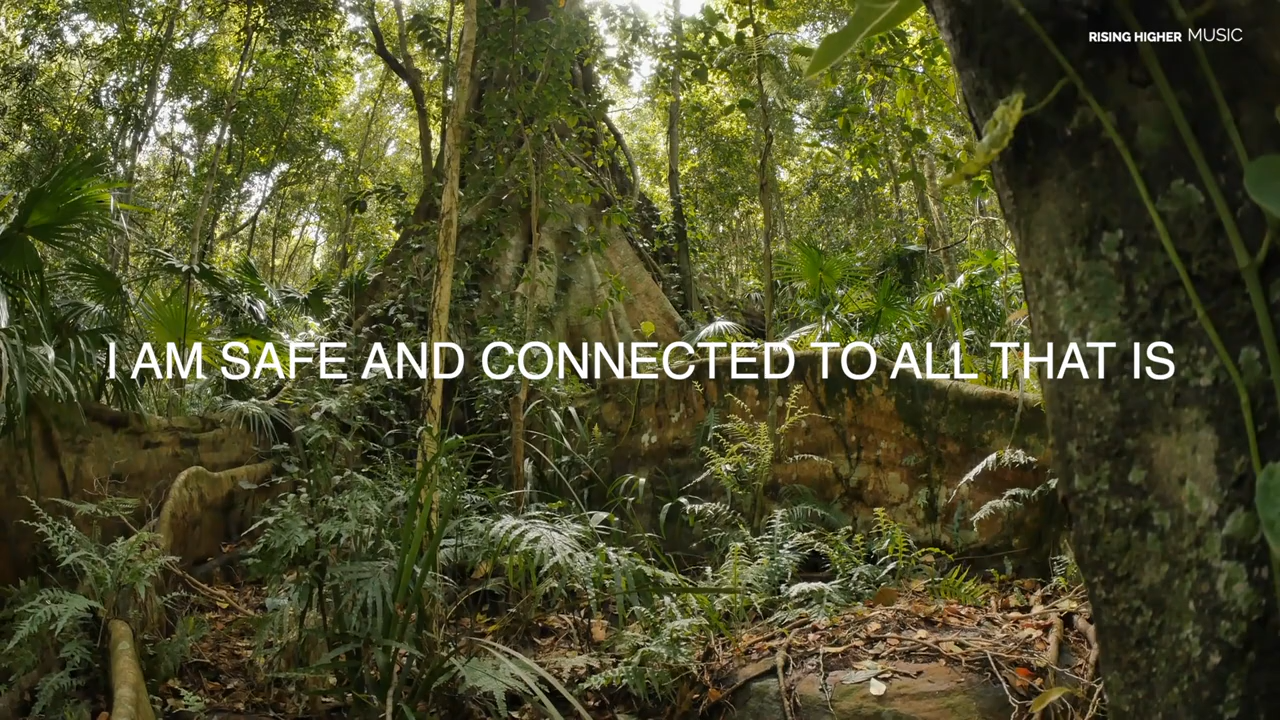 RISING HIGHER MUSIC
I AM SAFE AND CONNECTED TO ALL THAT IS